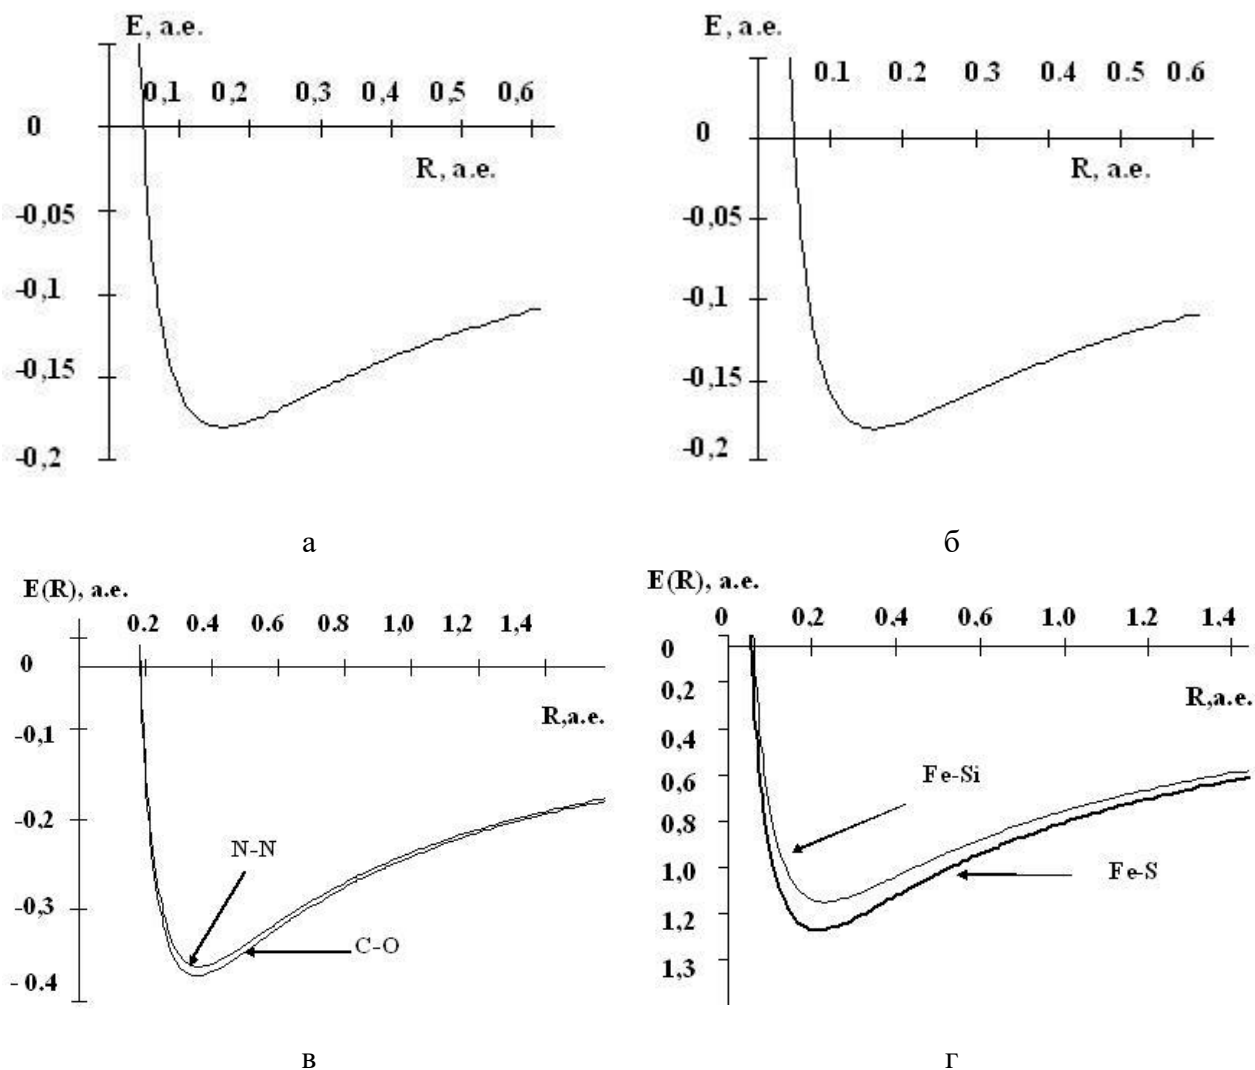 E, a.e.
0,1 0,2 0,3 0,4 0,5 0,6
0
R, a.e.
-0,05
-0,1
-0,15
-0,2
а
E, a.e.
0.1 0.2 0.3 0.4 0.5 0.6
0
R, a.e.
-0,05
-0,1
-0,15
-0,2
б
E(R), a.e.
0.2 0.4 0.6 0.8 1,0 1,2 1,4
0
R,a.e.
-0,1
-0.2
N-N
-0,3
C-O
- 0.4
в
E(R), a.e.
0 0.2 0.4 0,6 1,0 1,2 1,4
0
0.2
R,a.e.
0.4
0,6
Fe-Si
0,8
1,0
Fe-S
1,2
1,3
г